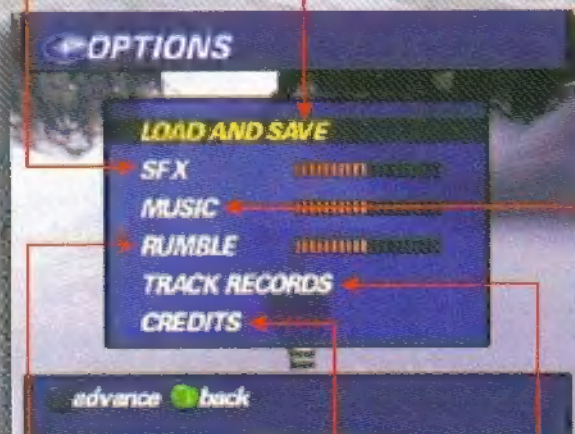 OPTIONS
LOAD AND SAVE
SFX
MUSIC
RUMBLE
TRACK RECORDS
CREDITS
advance back